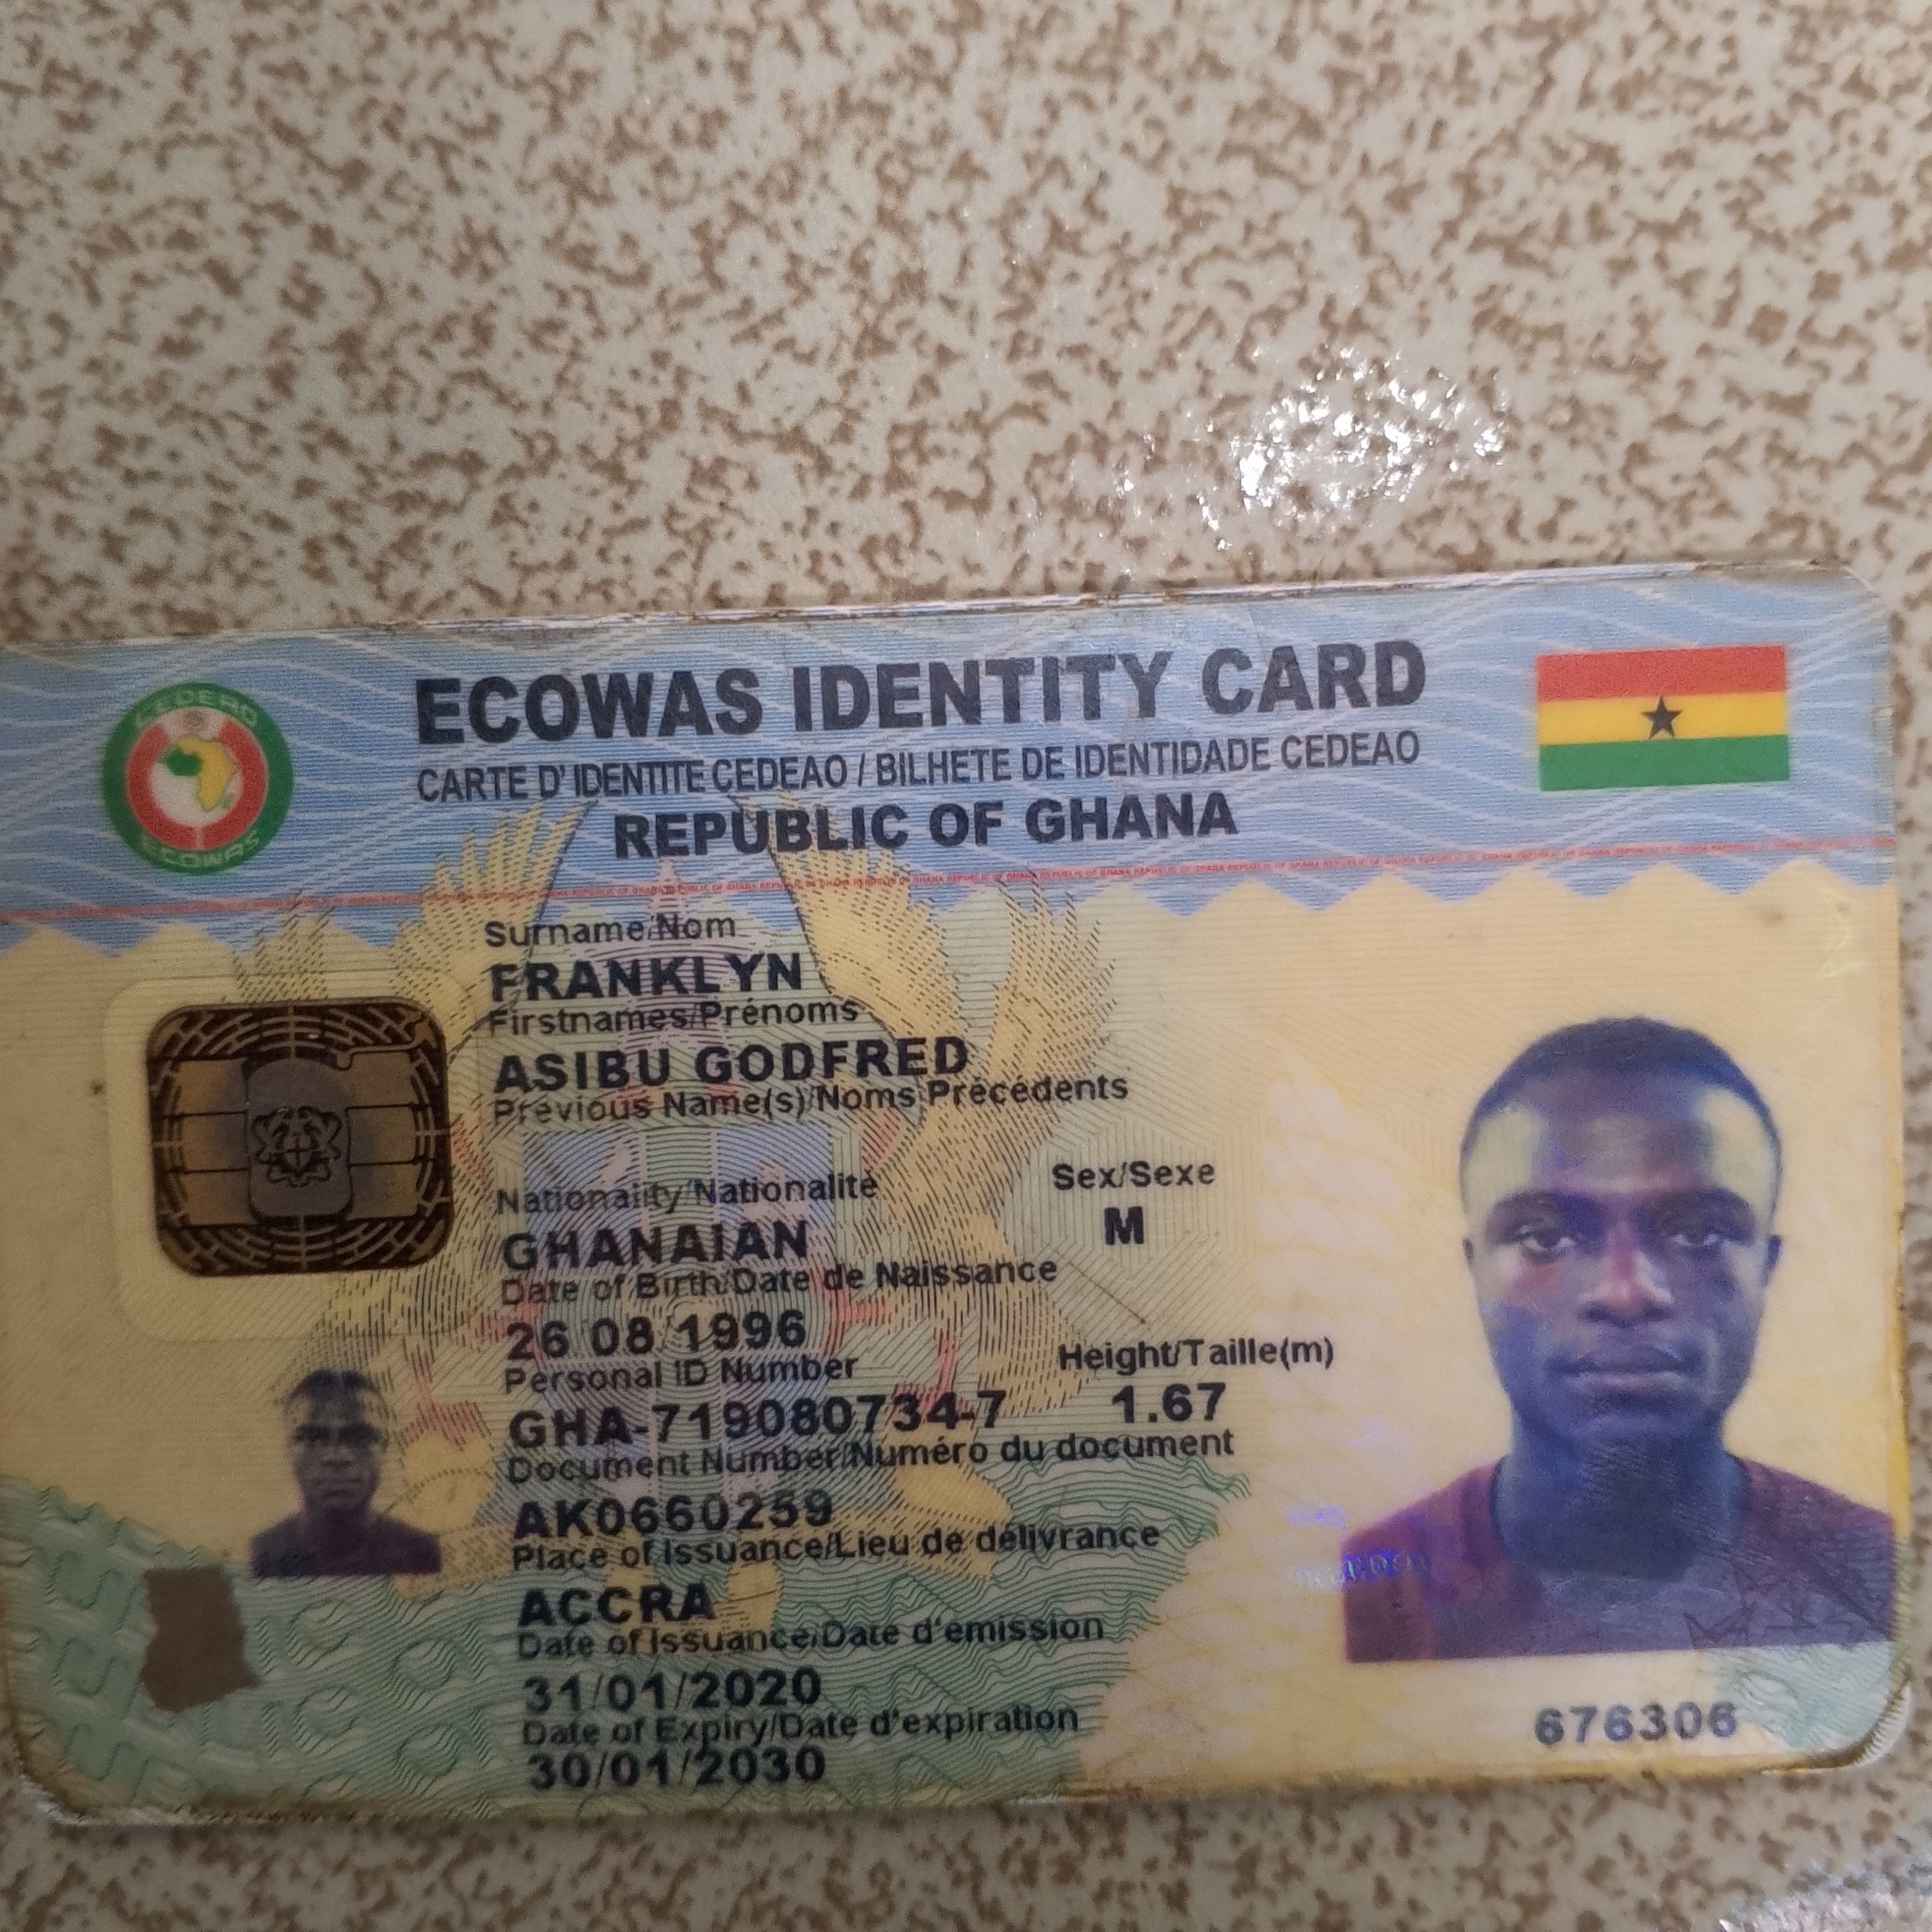 CEDEAO
ECOWAS
ECOWAS IDENTITY CARD
CARTE D' IDENTITE CEDEAO / BILHETE DE IDENTIDADE CEDEAO
REPUBLIC OF GHANA
Surname/Nom
FRANKLYN
Firstnames/Prénoms
ASIBU GODFRED
Previous Name(s)/Noms Précédents
Nationality/Nationalité
GHANAIAN
Sex/Sexe
M
Date of Birth/Date de Naissance
26/08/1996
Personal ID Number
GHA-719080734-7
Height/Taille(m)
1.67
Document Number/Numéro du document
AK0660259
Place of Issuance/Lieu de délivrance
ACCRA
Date of Issuance/Date d'émission
31/01/2020
Date of Expiry/Date d'expiration
30/01/2030
676306